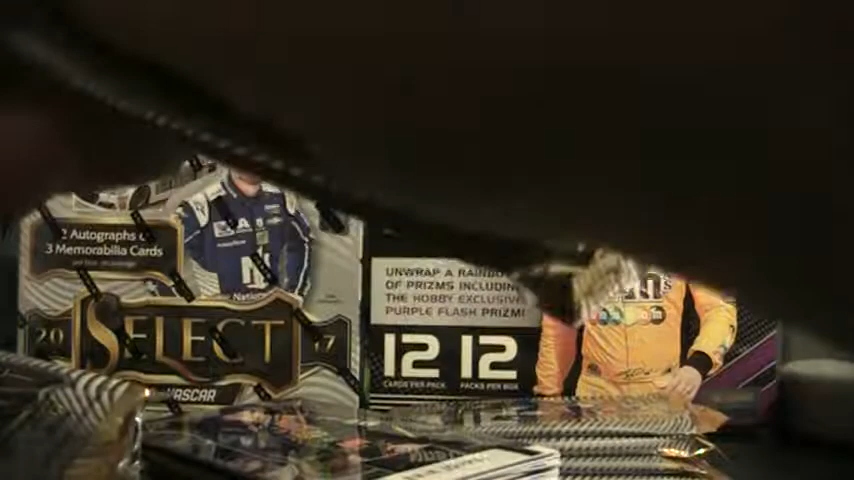 2 Autographs
3 Memorabilia Cards
Nation
20 SELECT 17
NASCAR
UNWRAP A RAINBOW
OF PRIZMS INCLUDING
THE HOBBY EXCLUSIVE
PURPLE FLASH PRIZM!
12 12
CARDS PER PACK PACKS PER BOX